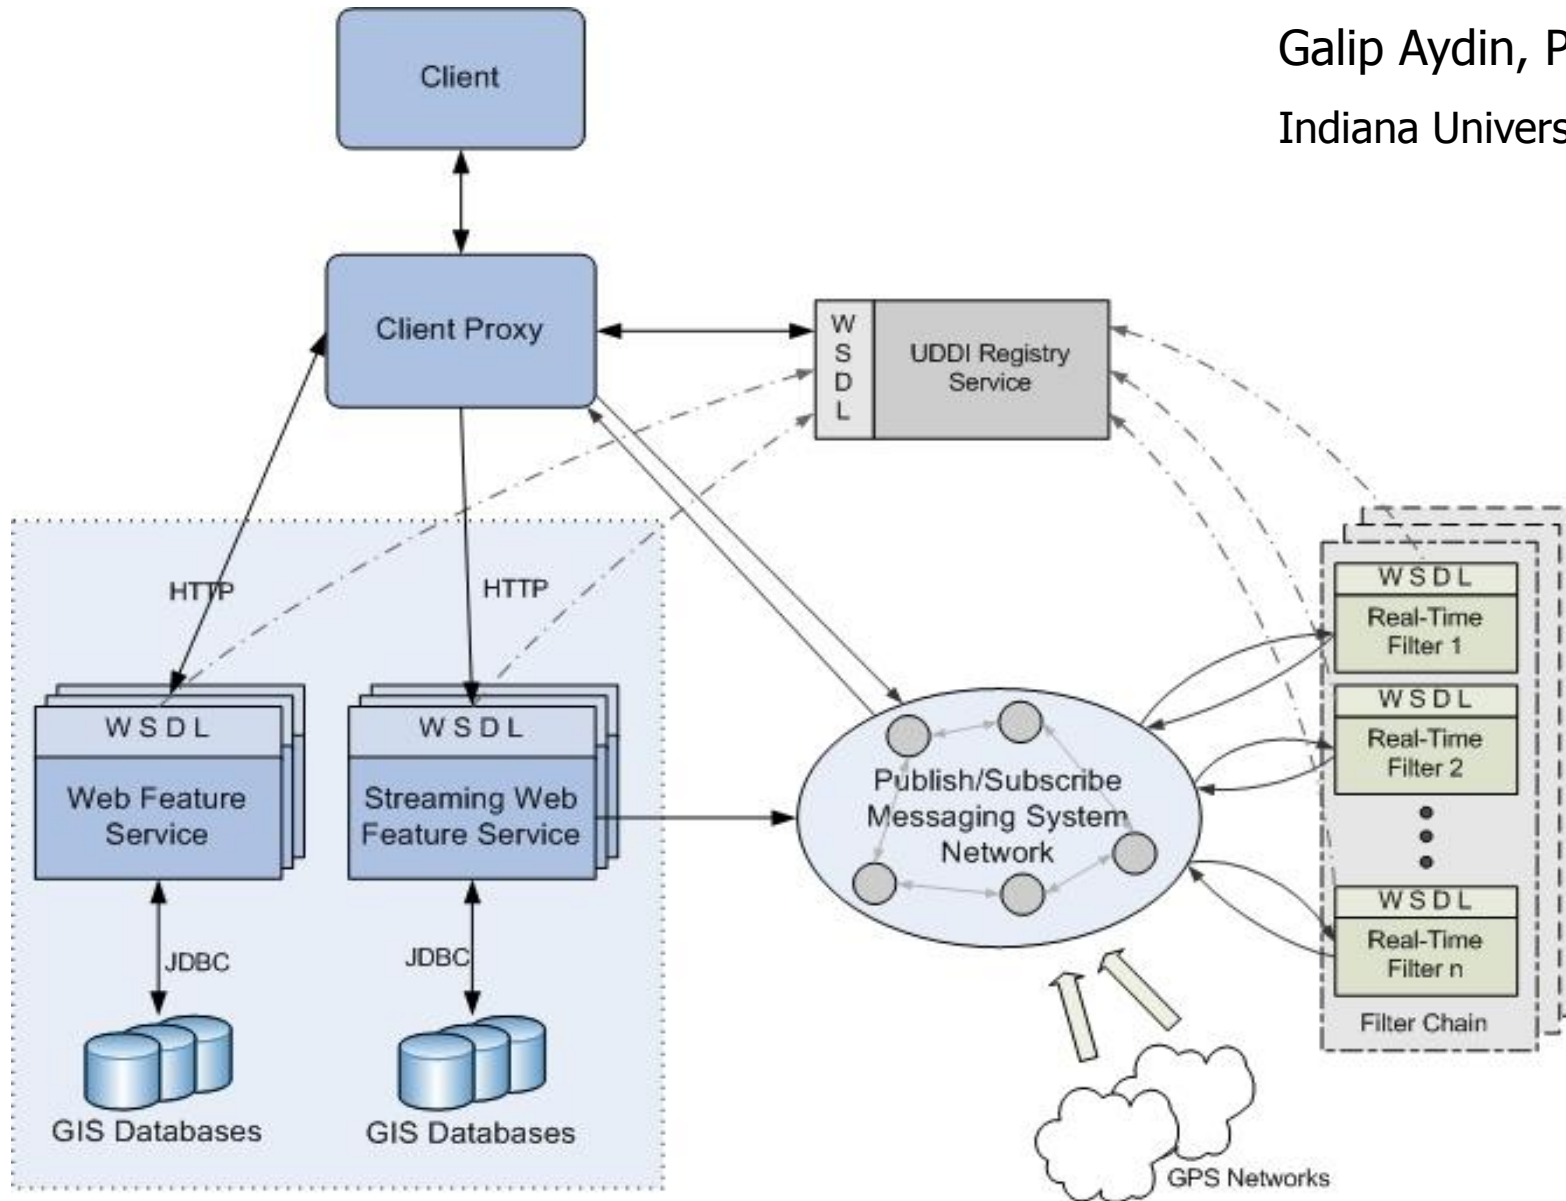 Galip Aydin, P
Indiana Univers
Client
Client Proxy
W
S
D
L
UDDI Registry
Service
HTTP
HTTP
W S D L
Web Feature
Service
W S D L
Streaming Web
Feature Service
JDBC
JDBC
GIS Databases
GIS Databases
Publish/Subscribe
Messaging System
Network
GPS Networks
W S D L
Real-Time
Filter 1
W S D L
Real-Time
Filter 2
W S D L
Real-Time
Filter n
Filter Chain